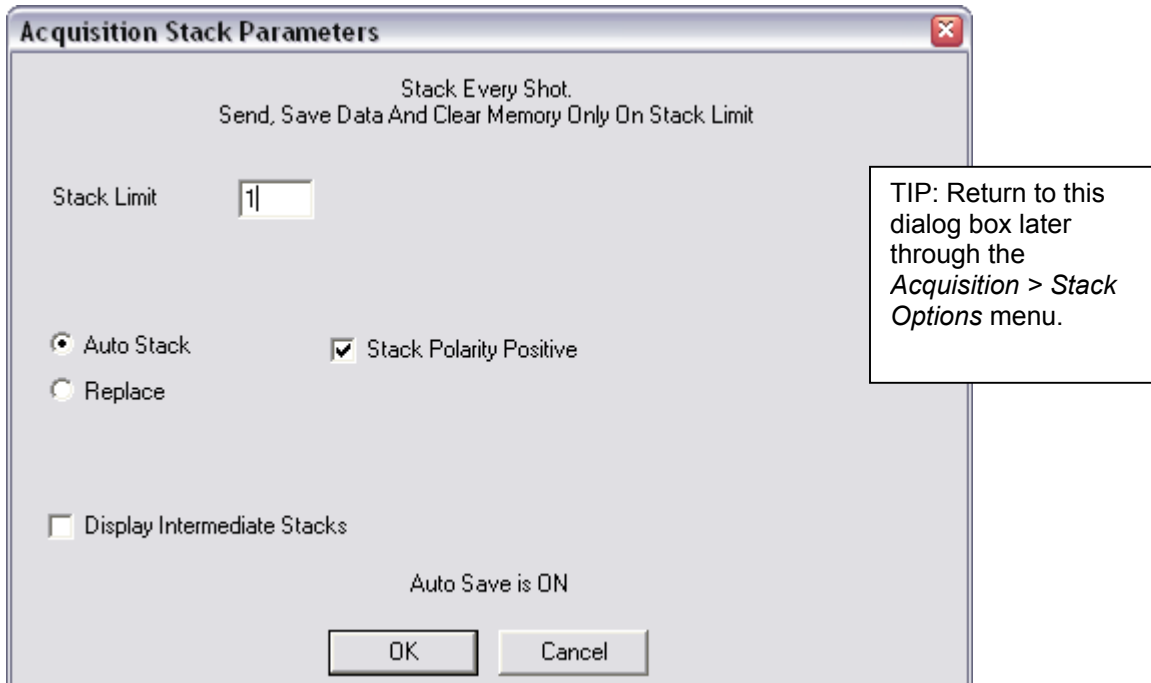 Acquisition Stack Parameters
Stack Every Shot.
Send, Save Data And Clear Memory Only On Stack Limit
Stack Limit 1
TIP: Return to this
dialog box later
through the
Acquisition > Stack
Options menu.
Auto Stack
Stack Polarity Positive
Replace
Display Intermediate Stacks
Auto Save is ON
OK
Cancel